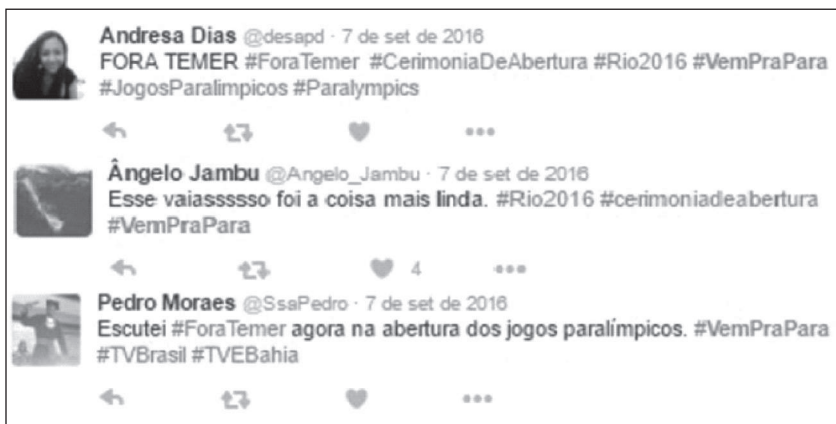 Andresa Dias @desapd · 7 de set de 2016
FORA TEMER #ForaTemer #CerimoniaDeAbertura #Rio2016 #VemPraPara
#JogosParalimpicos #Paralympics
Ângelo Jambu @Angelo_Jambu · 7 de set de 2016
Esse vaiassssso foi a coisa mais linda. #Rio2016 #cerimoniadeabertura
#VemPraPara
4
Pedro Moraes @SsaPedro · 7 de set de 2016
Escutei #ForaTemer agora na abertura dos jogos paralímpicos. #VemPraPara
#TVBrasil #TVEBahia